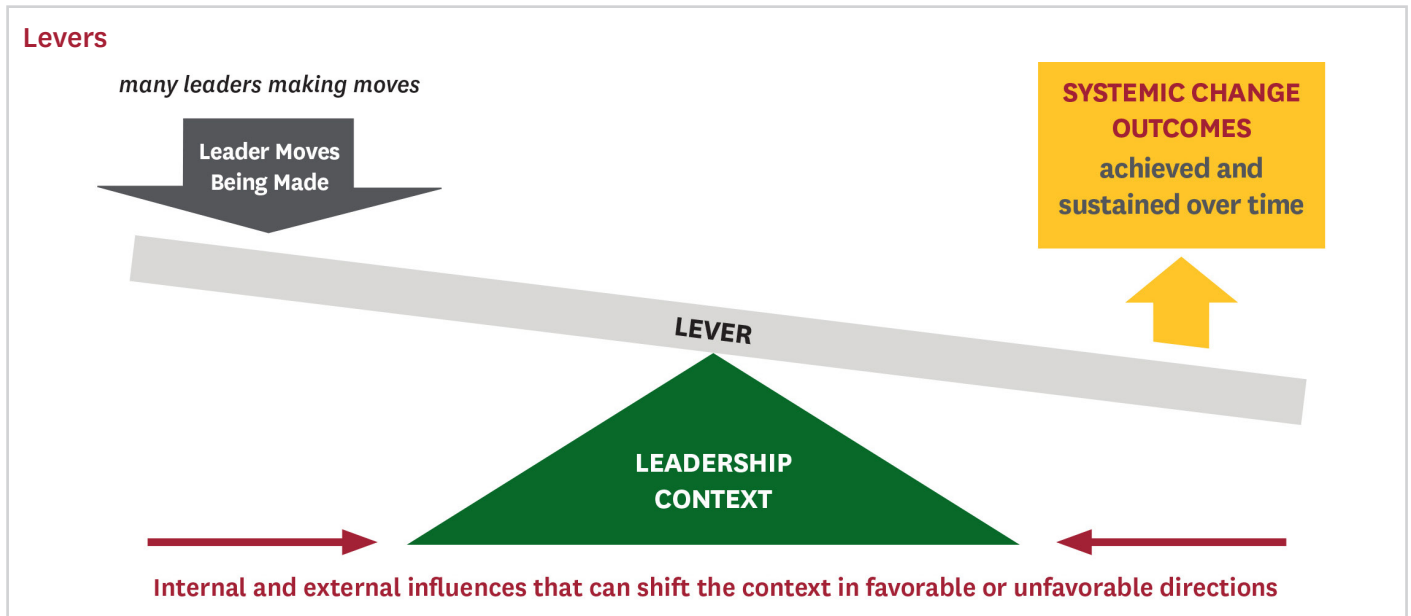 Levers
many leaders making moves
Leader Moves
Being Made
SYSTEMIC CHANGE
OUTCOMES
achieved and
sustained over time
LEVER
LEADERSHIP
CONTEXT
Internal and external influences that can shift the context in favorable or unfavorable directions